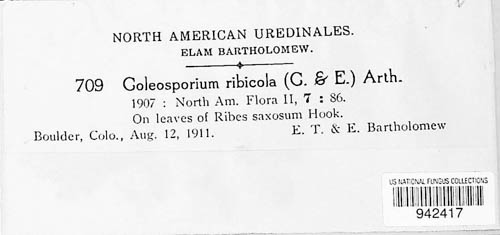 NORTH AMERICAN UREDINALES.
ELAM BARTHOLOMEW.
709 Coleosporium ribicola (C. & E.) Arth.
1907 : North Am. Flora II, 7 : 86.
On leaves of Ribes saxosum Hook.
Boulder, Colo., Aug. 12, 1911. E. T. & E. Bartholomew
US NATIONAL FUNGUS COLLECTIONS
942417